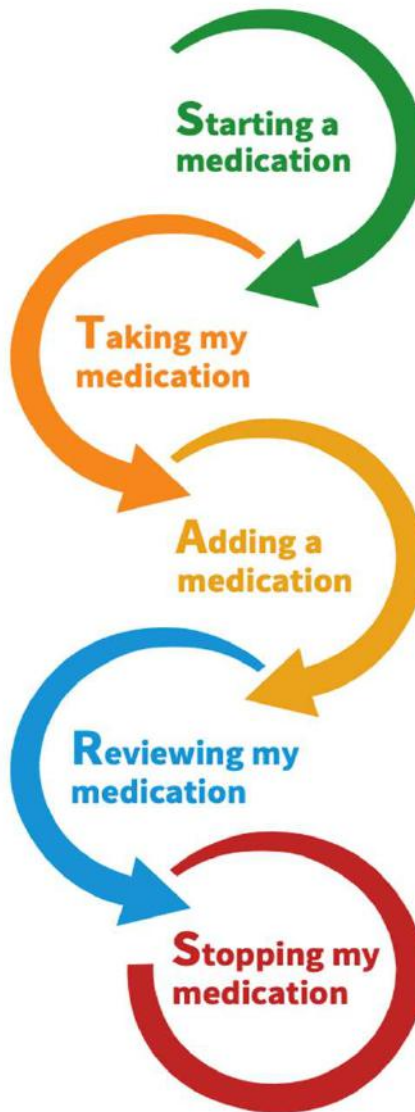 Starting a
medication
Taking my
medication
Adding a
medication
Reviewing my
medication
Stopping my
medication